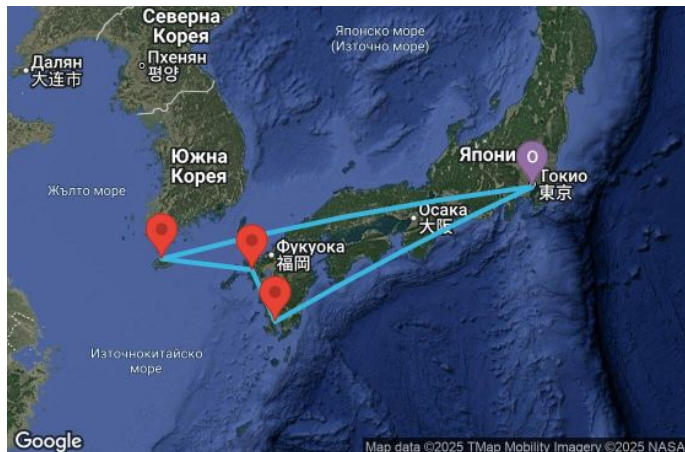 Северна
Корея
Японско море
(Източно море)
Далян
大连市
Пхенян
평양
Южна
Корея
Япони
О
Токио
東京
Жълто море
Осака
大阪
Фукуока
福岡
Източнокитайско
море
Google
Map data ©2025 TMap Mobility Imagery ©2025 NASA